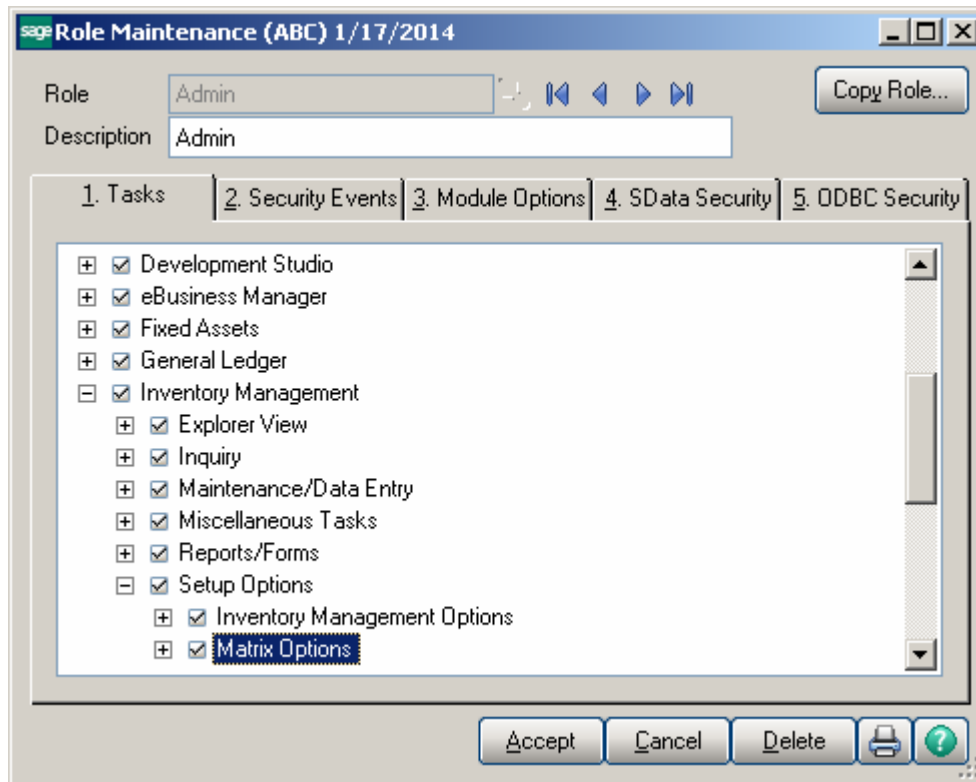 sage Role Maintenance (ABC) 1/17/2014
Role Admin Copy Role...
Description Admin
1. Tasks 2. Security Events 3. Module Options 4. SData Security 5. ODBC Security
Development Studio
eBusiness Manager
Fixed Assets
General Ledger
Inventory Management
Explorer View
Inquiry
Maintenance/Data Entry
Miscellaneous Tasks
Reports/Forms
Setup Options
Inventory Management Options
Matrix Options
Accept Cancel Delete